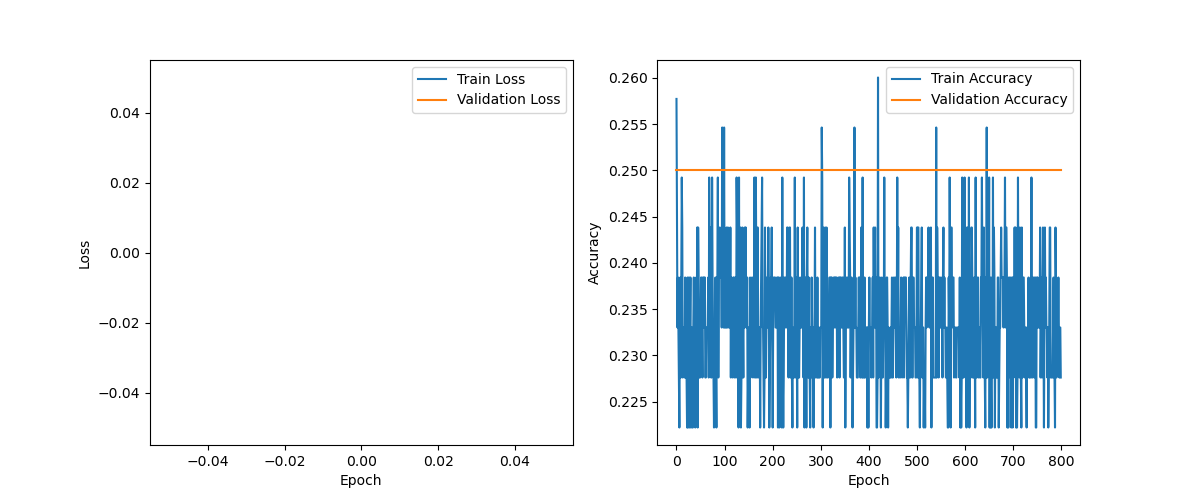 Train Loss
Validation Loss
0.04
0.02
0.00
−0.02
−0.04
Loss
−0.04 −0.02 0.00 0.02 0.04
Epoch
Train Accuracy
Validation Accuracy
0.260
0.255
0.250
0.245
0.240
0.235
0.230
0.225
Accuracy
0 100 200 300 400 500 600 700 800
Epoch